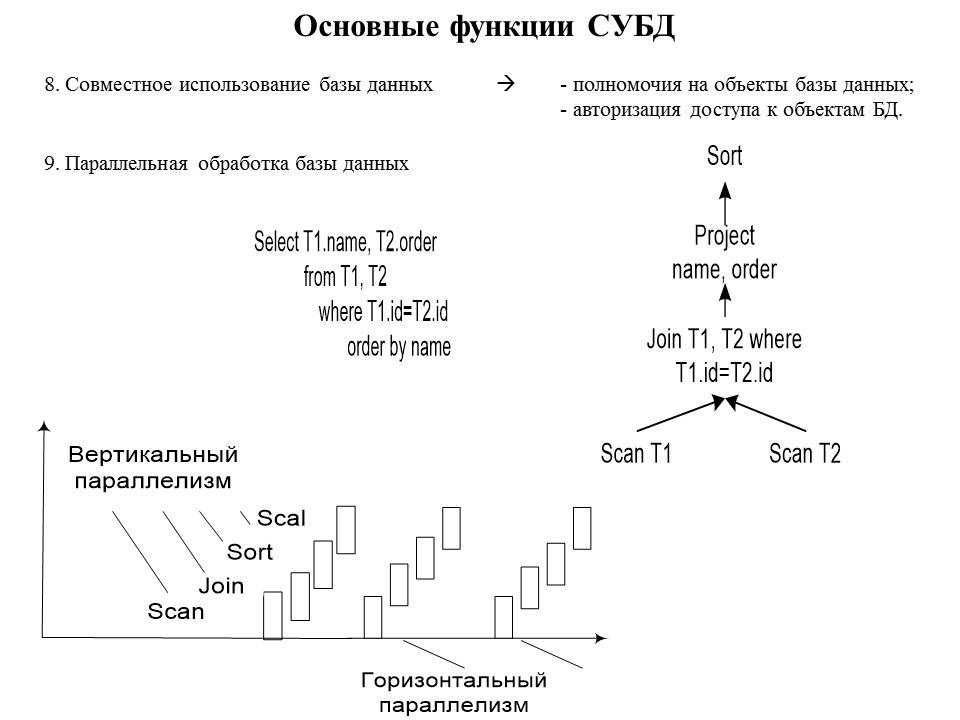 Основные функции СУБД
8. Совместное использование базы данных → - полномочия на объекты базы данных;
- авторизация доступа к объектам БД.
9. Параллельная обработка базы данных
Select T1.name, T2.order
from T1, T2
where T1.id=T2.id
order by name
Sort
Project
name, order
Join T1, T2 where
T1.id=T2.id
Scan T1
Scan T2
Вертикальный
параллелизм
Scal
Sort
Join
Scan
Горизонтальный
параллелизм